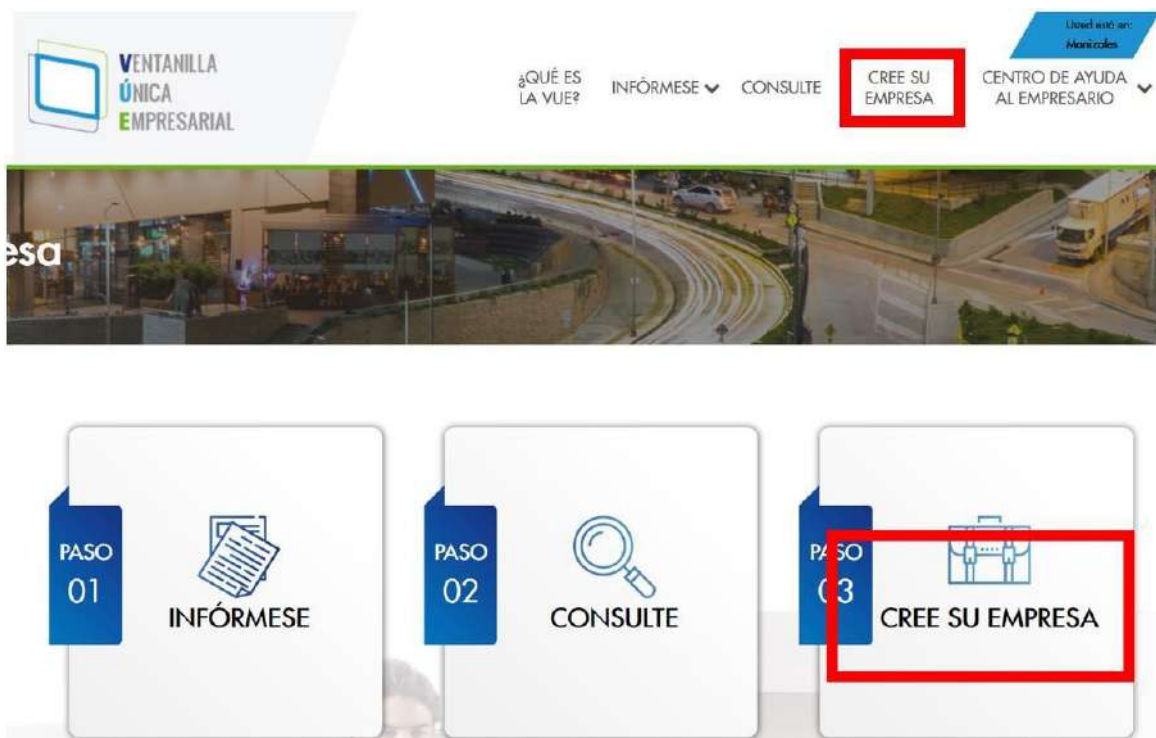 Usted está en:
Manizales
VENTANILLA
ÚNICA
EMPRESARIAL
¿QUÉ ES
LA VUE?
INFÓRMESE
CONSULTE
CREE SU
EMPRESA
CENTRO DE AYUDA
AL EMPRESARIO
esa
PASO
01
INFÓRMESE
PASO
02
CONSULTE
PASO
03
CREE SU EMPRESA